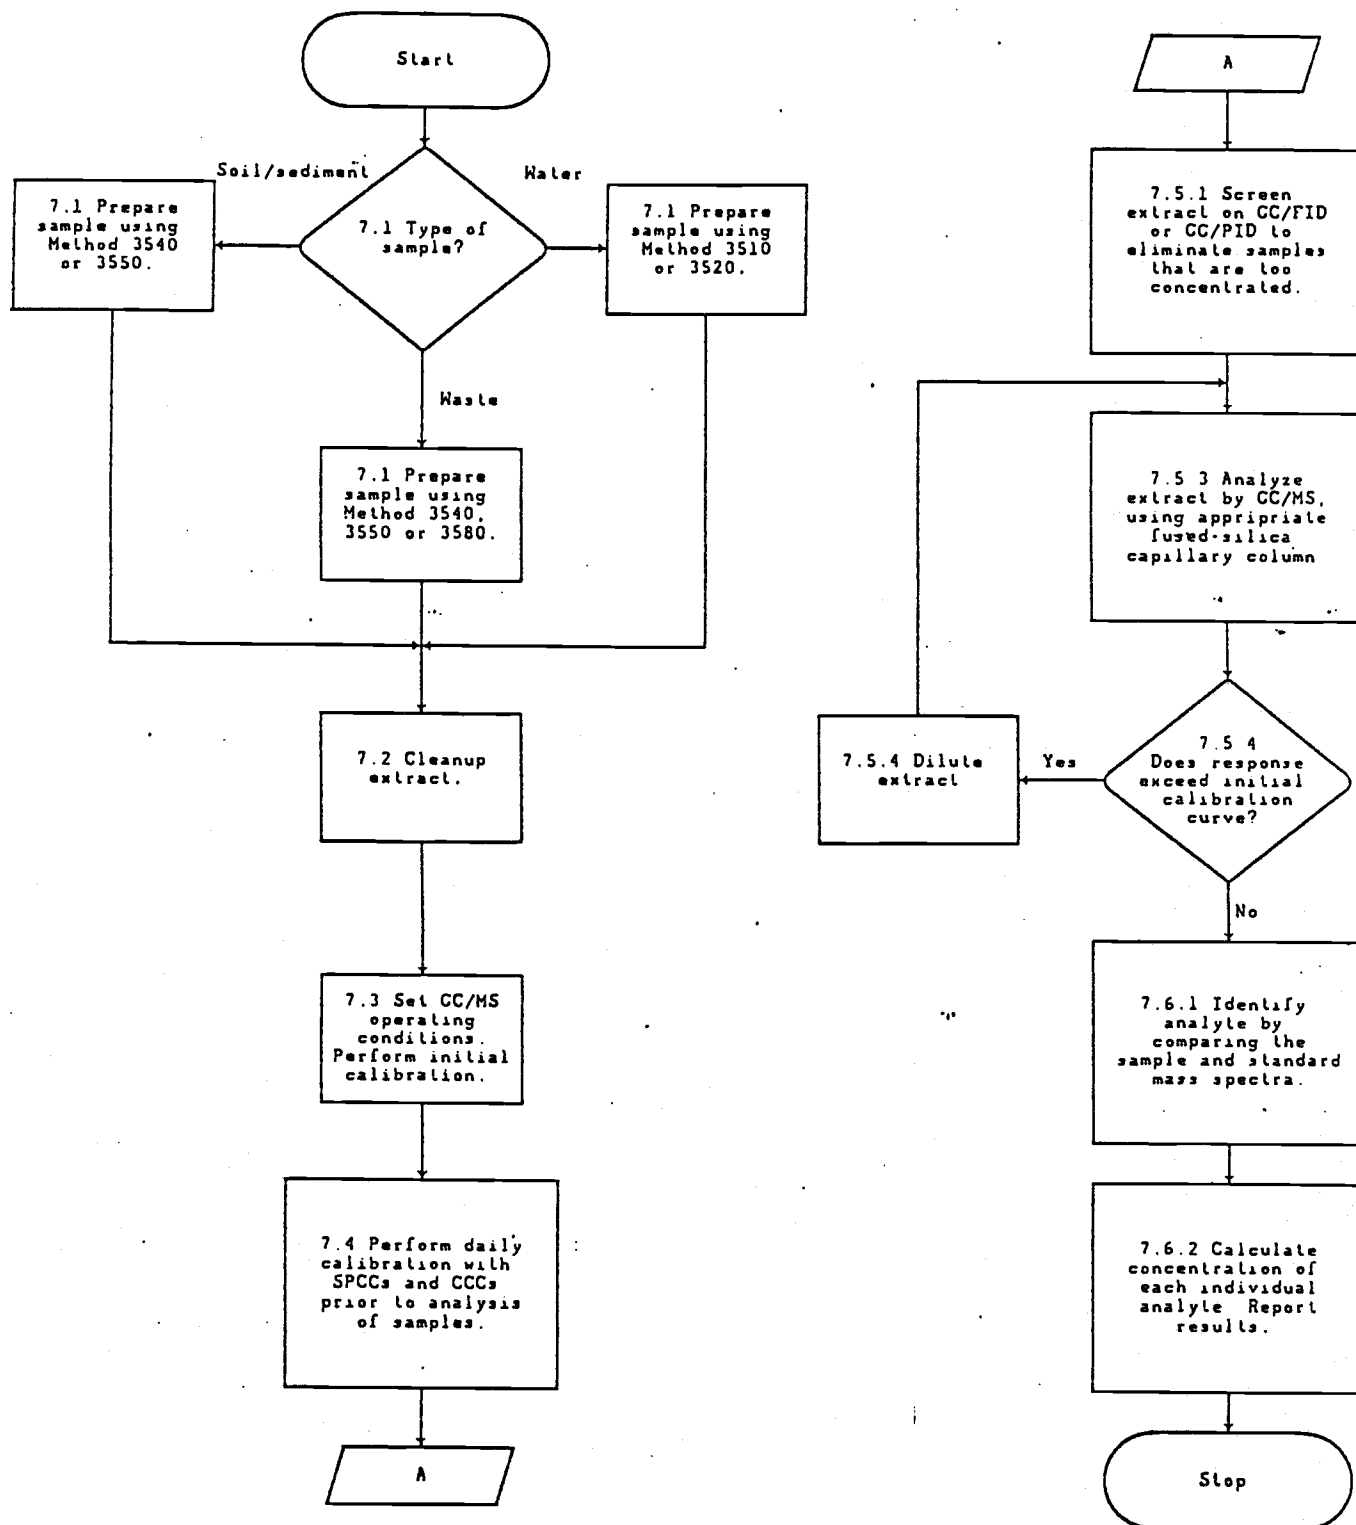 Start
Soil/sediment
Water
7.1 Type of
sample?
7.1 Prepare
sample using
Method 3540
or 3550.
7.1 Prepare
sample using
Method 3510
or 3520.
Waste
7.1 Prepare
sample using
Method 3540,
3550 or 3580.
7.2 Cleanup
extract.
7.3 Set GC/MS
operating
conditions.
Perform initial
calibration.
7.4 Perform daily
calibration with
SPCCs and CCCs
prior to analysis
of samples.
A
A
7.5.1 Screen
extract on GC/FID
or GC/PID to
eliminate samples
that are too
concentrated.
7.5 3 Analyze
extract by GC/MS,
using appripriate
fused-silica
capillary column
7.5 4
Does response
exceed initial
calibration
curve?
Yes
7.5.4 Dilute
extract
No
7.6.1 Identify
analyte by
comparing the
sample and standard
mass spectra.
7.6.2 Calculate
concentration of
each individual
analyte Report
results.
Stop